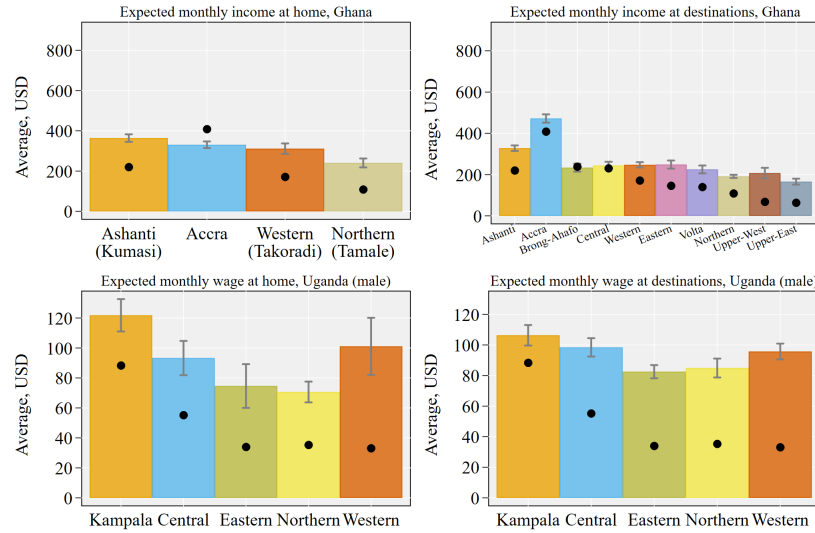 Expected monthly income at home, Ghana
Average, USD
800
600
400
200
0
Ashanti (Kumasi)
Accra
Western (Takoradi)
Northern (Tamale)
Expected monthly income at destinations, Ghana
Average, USD
800
600
400
200
0
Ashanti
Accra
Brong-Ahafo
Central
Western
Eastern
Volta
Northern
Upper-West
Upper-East
Expected monthly wage at home, Uganda (male)
Average, USD
120
100
80
60
40
20
0
Kampala Central Eastern Northern Western
Expected monthly wage at destinations, Uganda (male)
Average, USD
120
100
80
60
40
20
0
Kampala Central Eastern Northern Western